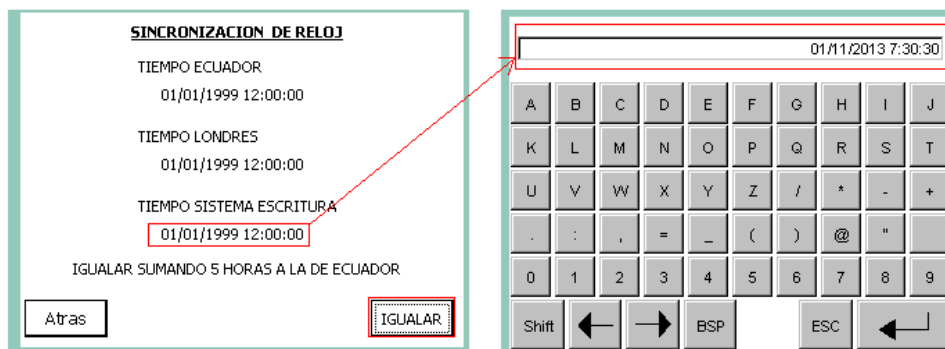 SINCRONIZACION DE RELOJ
TIEMPO ECUADOR
01/01/1999 12:00:00
TIEMPO LONDRES
01/01/1999 12:00:00
TIEMPO SISTEMA ESCRITURA
01/01/1999 12:00:00
IGUALAR SUMANDO 5 HORAS A LA DE ECUADOR
Atras IGUALAR
01/11/2013 7:30:30
A B C D E F G H I J
K L M N O P Q R S T
U V W X Y Z / * - +
. : , = _ ( ) @ "
0 1 2 3 4 5 6 7 8 9
Shift BSP ESC